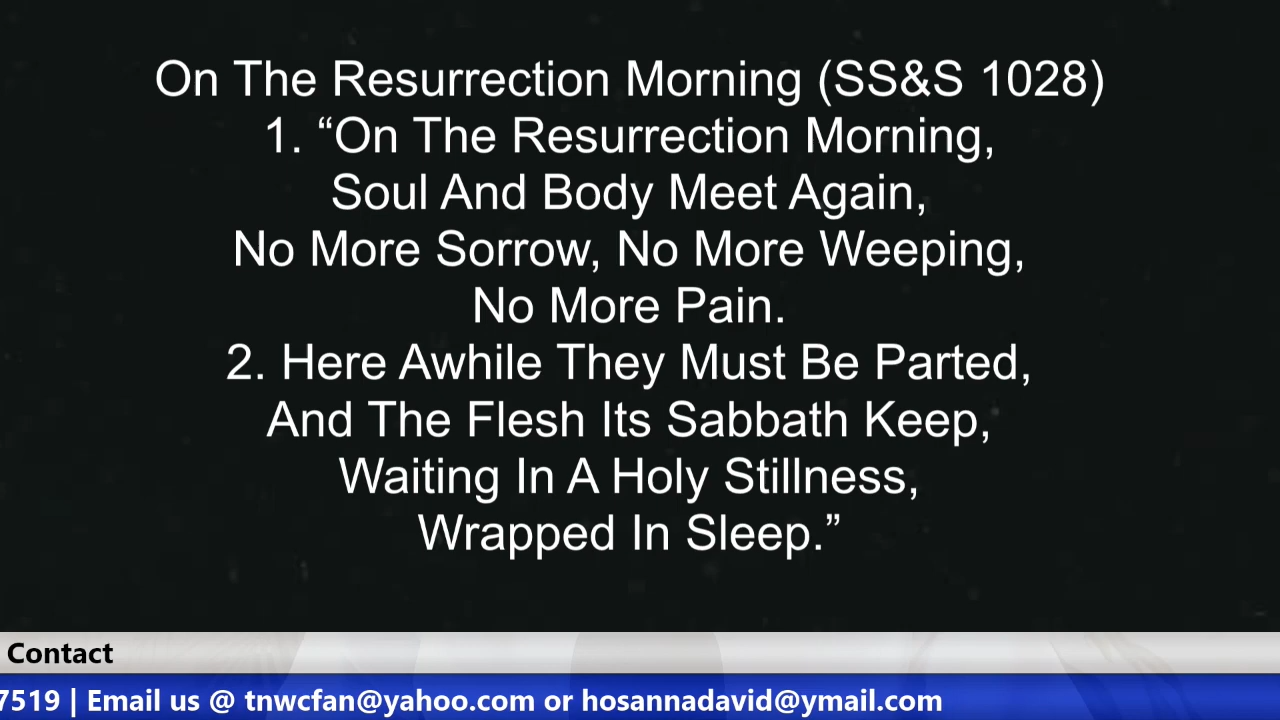 On The Resurrection Morning (SS&S 1028)
1. “On The Resurrection Morning,
Soul And Body Meet Again,
No More Sorrow, No More Weeping,
No More Pain.
2. Here Awhile They Must Be Parted,
And The Flesh Its Sabbath Keep,
Waiting In A Holy Stillness,
Wrapped In Sleep.”
Contact
7519 | Email us @ tnwcfan@yahoo.com or hosannadavid@ymail.com